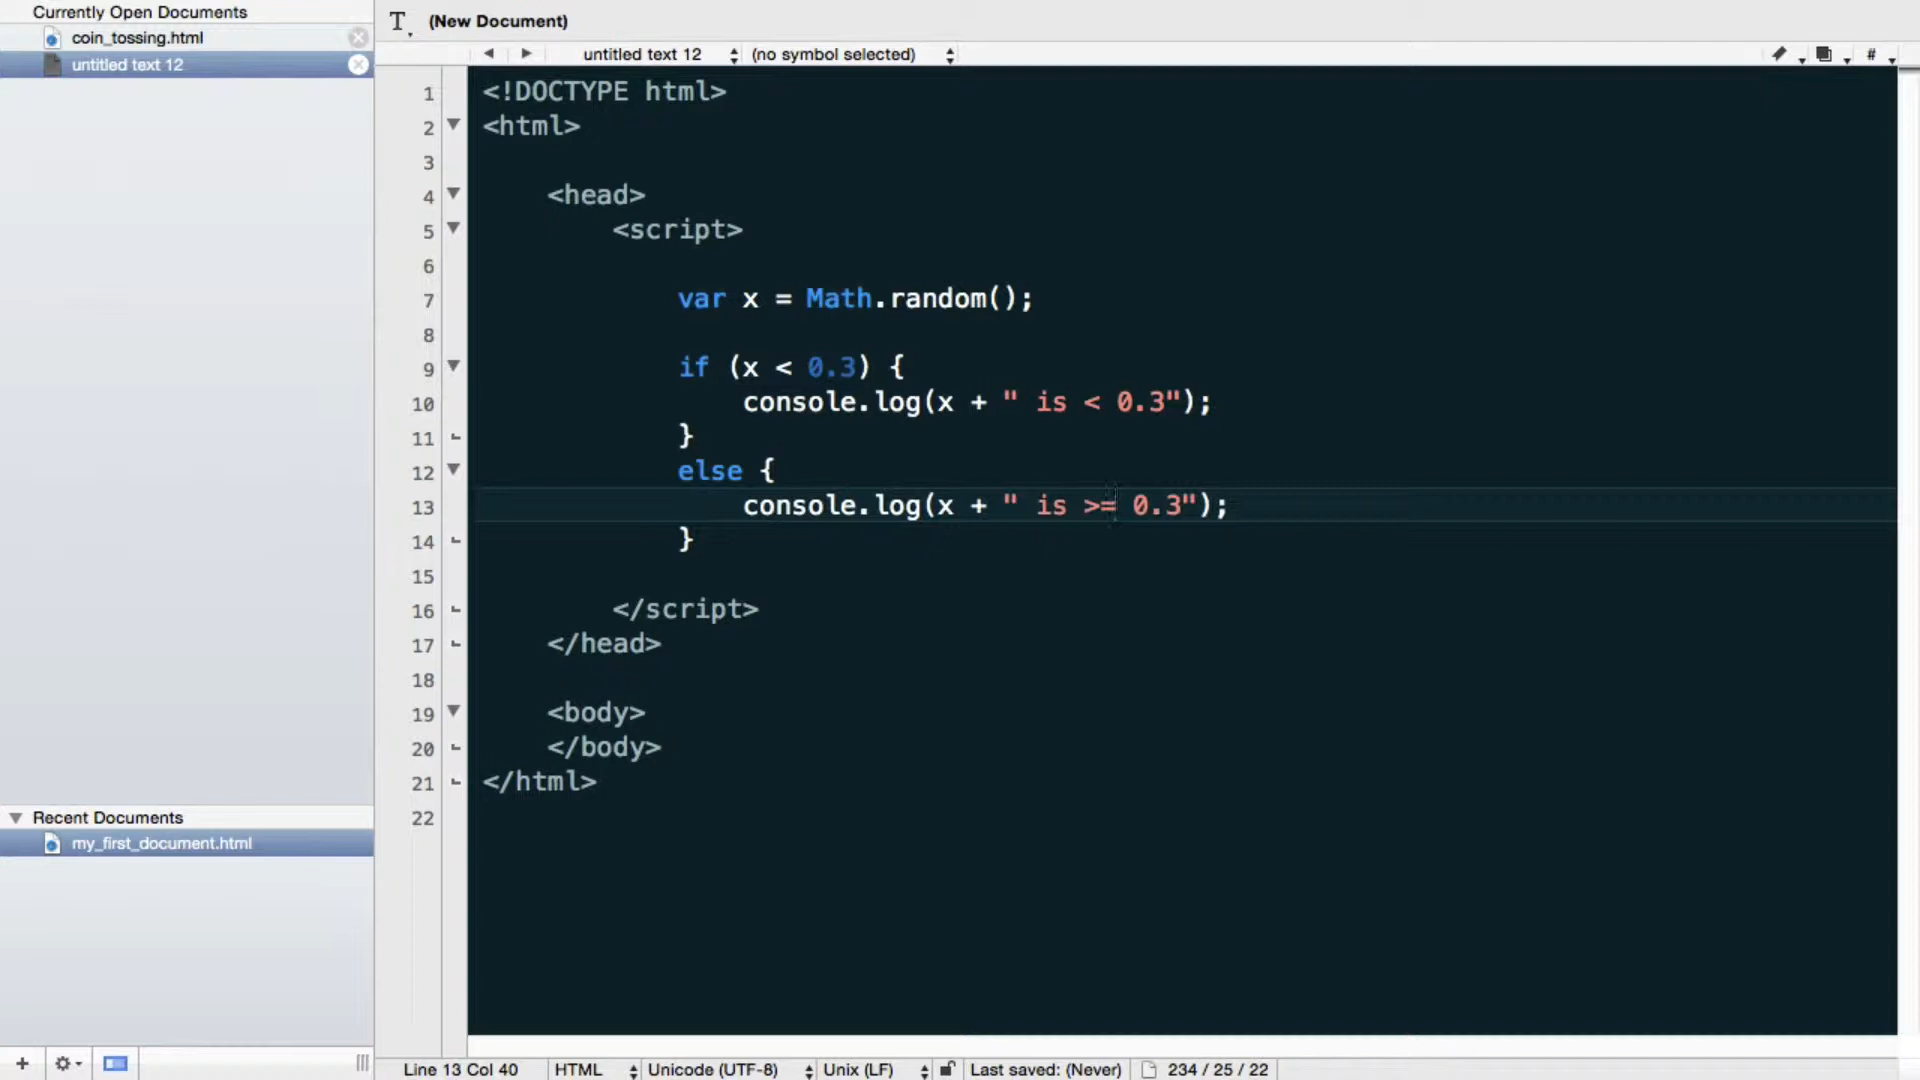 Currently Open Documents
coin_tossing.html
untitled text 12
Recent Documents
my_first_document.html
T (New Document)
untitled text 12 (no symbol selected) #
1 <!DOCTYPE html>
2 <html>
3
4 <head>
5 <script>
6
7 var x = Math.random();
8
9 if (x < 0.3) {
10 console.log(x + " is < 0.3");
11 }
12 else {
13 console.log(x + " is >= 0.3");
14 }
15
16 </script>
17 </head>
18
19 <body>
20 </body>
21 </html>
22
Line 13 Col 40 HTML Unicode (UTF-8) Unix (LF) Last saved: (Never) 234 / 25 / 22